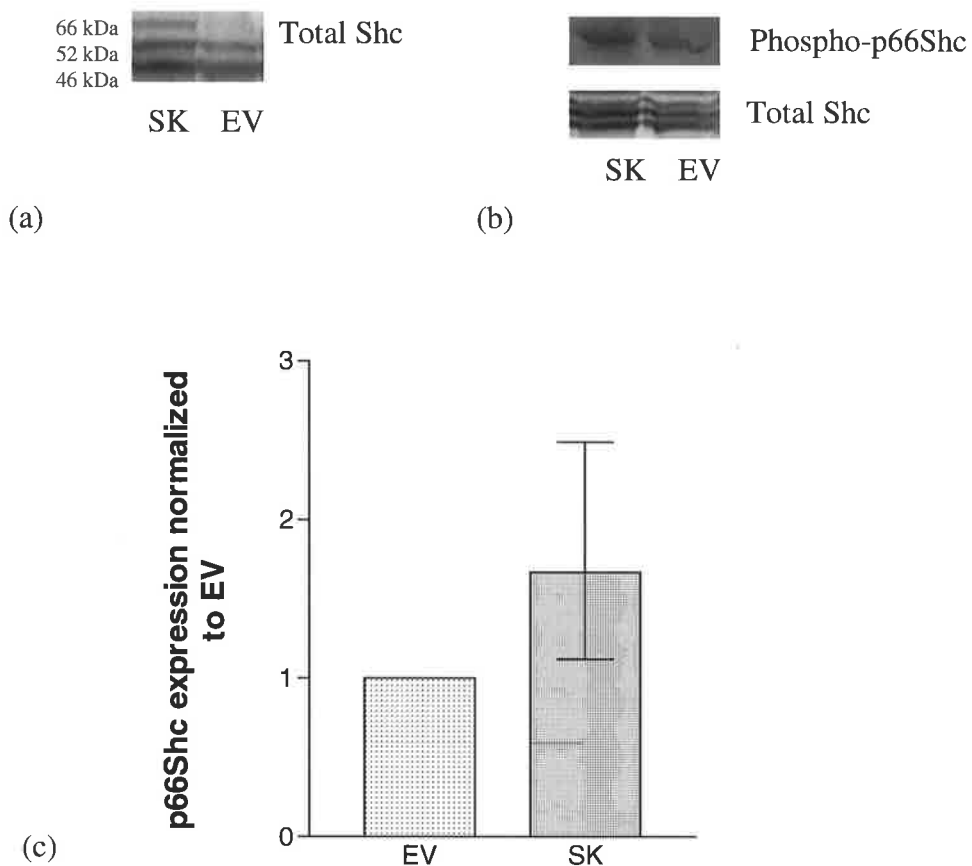 66 kDa
52 kDa
46 kDa
Total Shc
SK EV
(a)
Phospho-p66Shc
Total Shc
SK EV
(b)
p66Shc expression normalized
to EV
3
2
1
0
EV SK
(c)